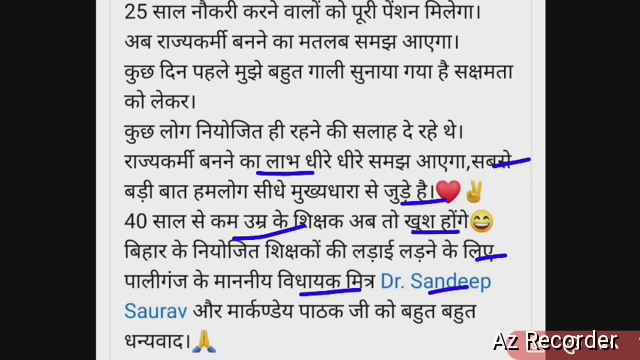 25 साल नौकरी करने वालों को पूरी पेंशन मिलेगा।
अब राज्यकर्मी बनने का मतलब समझ आएगा।
कुछ दिन पहले मुझे बहुत गाली सुनाया गया है सक्षमता
को लेकर।
कुछ लोग नियोजित ही रहने की सलाह दे रहे थे।
राज्यकर्मी बनने का लाभ धीरे धीरे समझ आएगा,सबसे
बड़ी बात हमलोग सीधे मुख्यधारा से जुड़े है।❤️✌️
40 साल से कम उम्र के शिक्षक अब तो खुश होंगे😄
बिहार के नियोजित शिक्षकों की लड़ाई लड़ने के लिए
पालीगंज के माननीय विधायक मित्र Dr. Sandeep
Saurav और मार्कण्डेय पाठक जी को बहुत बहुत
धन्यवाद।🙏
Az Recorder